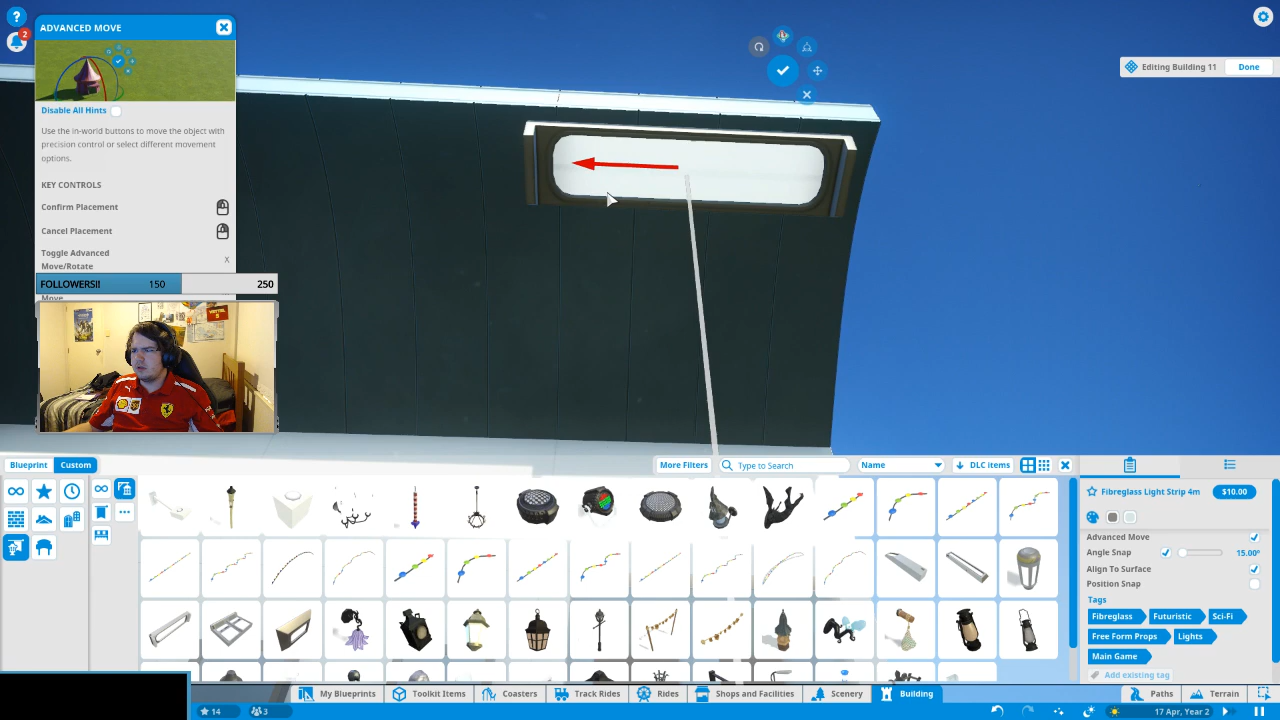 ?
2
ADVANCED MOVE
Disable All Hints
Use the in-world buttons to move the object with
precision control or select different movement
options.
KEY CONTROLS
Confirm Placement
Cancel Placement
Toggle Advanced
Move/Rotate
X
Move
FOLLOWERS!! 150 250
Editing Building 11 Done
Blueprint Custom
More Filters
Type to Search
Name
DLC items
Fibreglass Light Strip 4m $10.00
Advanced Move
Angle Snap 15.00°
Align To Surface
Position Snap
Tags
Fibreglass Futuristic Sci-Fi
Free Form Props Lights
Main Game
Add existing tag
My Blueprints Toolkit Items Coasters Track Rides Rides Shops and Facilities Scenery Building Paths Terrain
14 3
17 Apr, Year 2